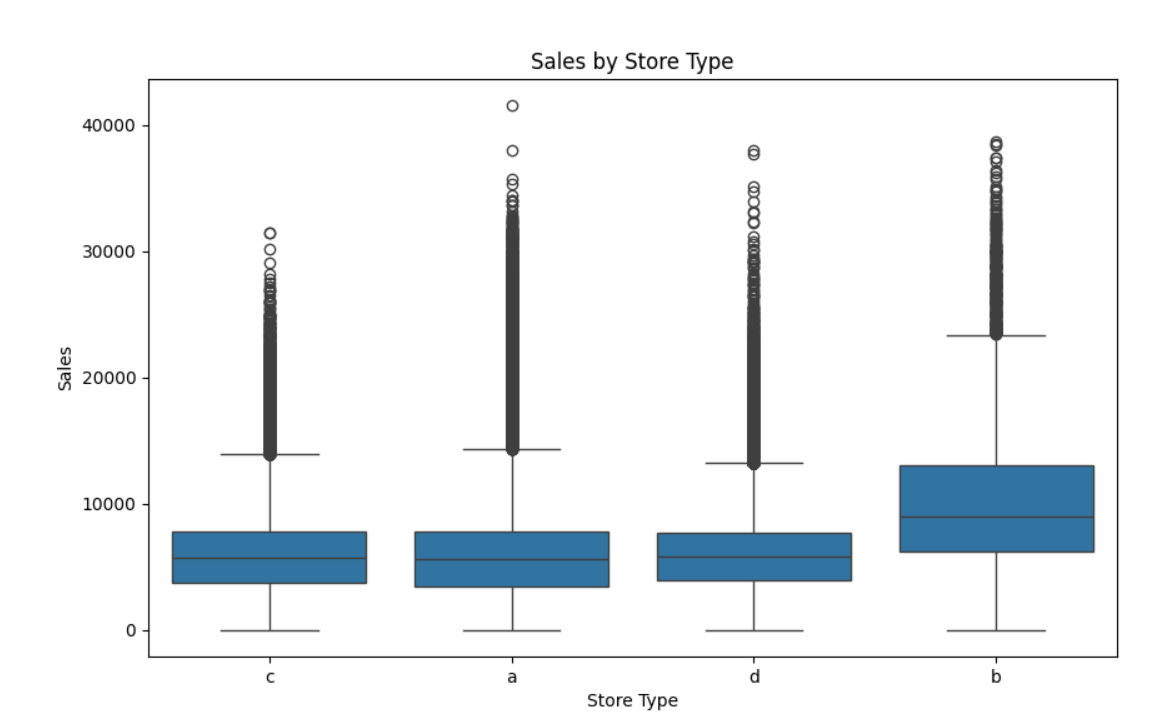 Sales by Store Type
40000
30000
20000
10000
0
Sales
c a d b
Store Type